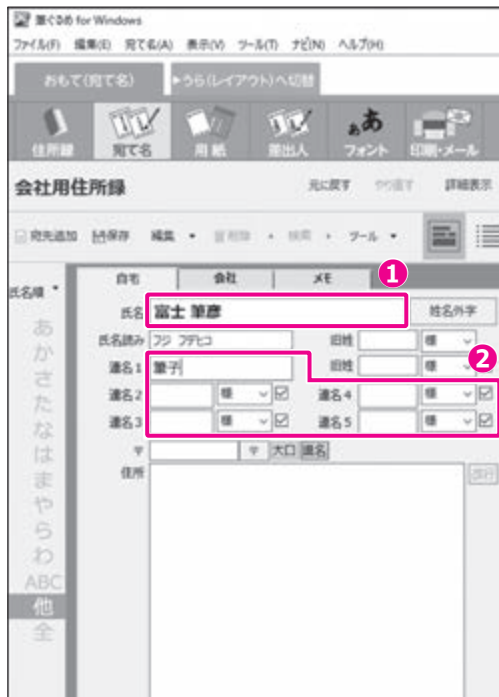 筆ぐるめ for Windows
ファイル(F) 編集(E) 宛て名(A) 表示(V) ツール(T) ナビ(N) ヘルプ(H)
おもて(宛て名) ▸うら(レイアウト)へ切替
住所録 宛て名 用紙 差出人 フォント 印刷・メール
会社用住所録 元に戻す やり直す 詳細表示
宛先追加 保存 編集 削除 検索 ツール
氏名順 自宅 会社 メモ ❶
氏名 富士 筆彦 姓名外字
氏名読み フジ フデヒコ 旧姓 様 ❷
連名1 筆子 旧姓 様
連名2 様 連名4 様
連名3 様 連名5 様
〒 〒 大口 連名
住所 改行
あ
か
さ
た
な
は
ま
や
ら
わ
ABC
他
全